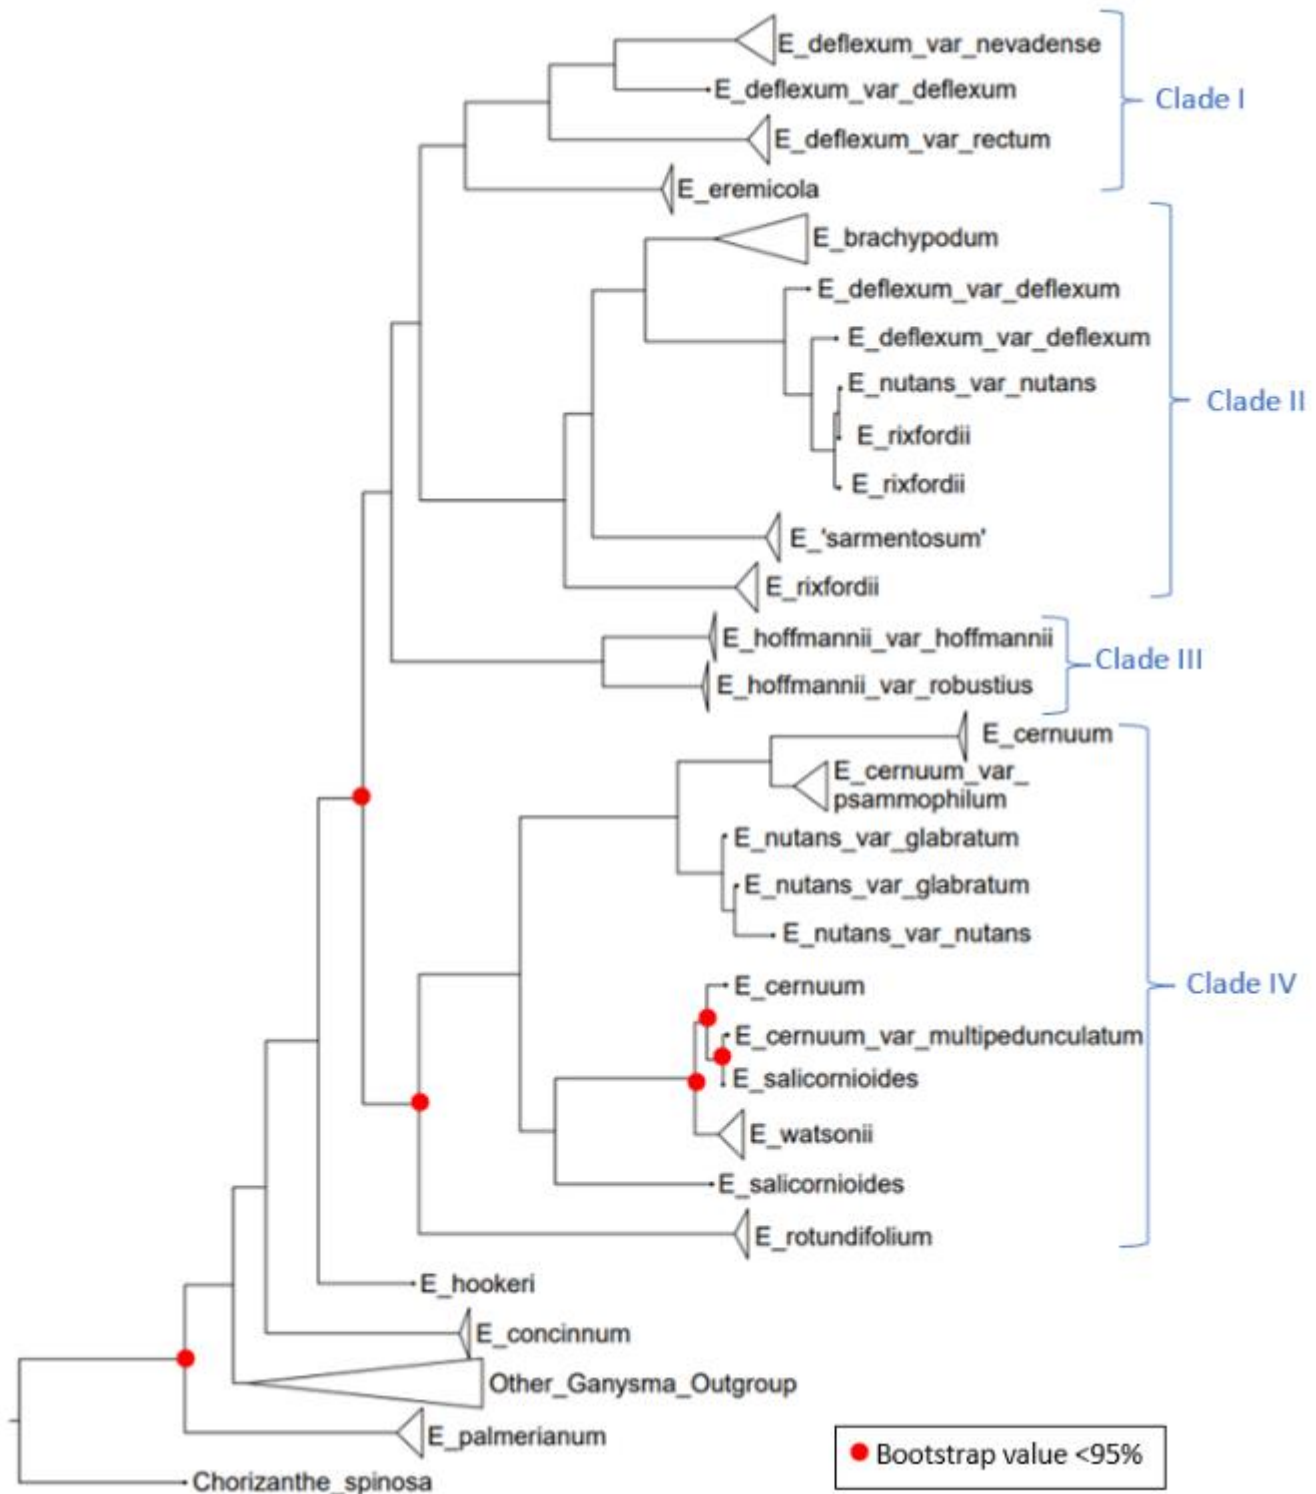 E_deflexum_var_nevadense
E_deflexum_var_deflexum
Clade I
E_deflexum_var_rectum
E_eremicola
E_brachypodum
E_deflexum_var_deflexum
E_deflexum_var_deflexum
E_nutans_var_nutans
Clade II
E_rixfordii
E_rixfordii
E_'sarmentosum'
E_rixfordii
E_hoffmannii_var_hoffmannii
Clade III
E_hoffmannii_var_robustius
E_cernuum
E_cernuum_var_
psammophilum
E_nutans_var_glabratum
E_nutans_var_glabratum
E_nutans_var_nutans
E_cernuum
Clade IV
E_cernuum_var_multipedunculatum
E_salicornioides
E_watsonii
E_salicornioides
E_rotundifolium
E_hookeri
E_concinnum
Other_Ganysma_Outgroup
E_palmerianum
Bootstrap value <95%
Chorizanthe_spinosa